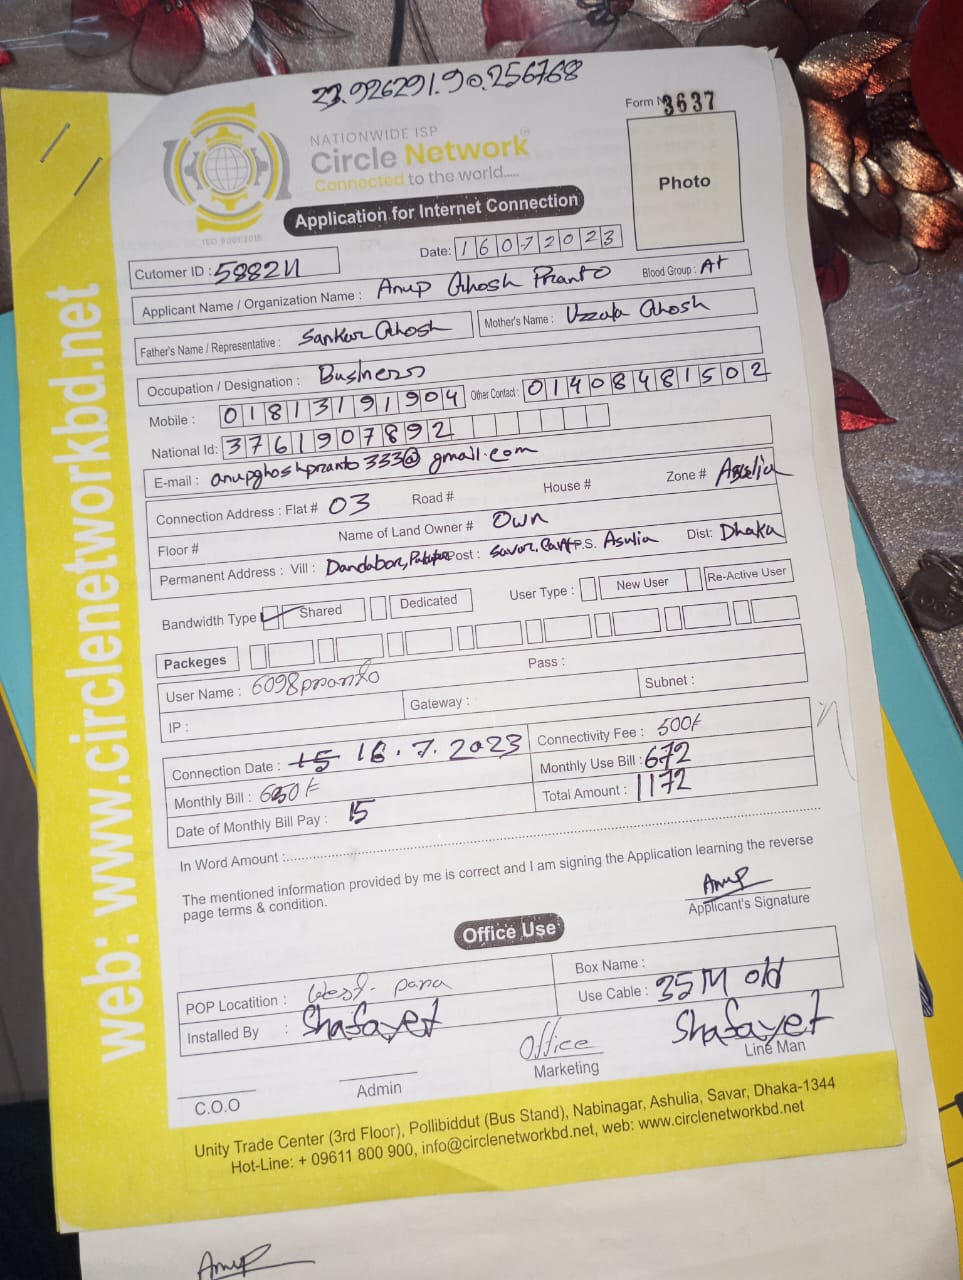 23.926291.90.256768
Form N 3637
NATIONWIDE ISP
Circle Network
Connected to the world.....
ISO 9001:2015
Photo
Application for Internet Connection
Date: 16072023
Cutomer ID : 5882
Applicant Name / Organization Name : Anup Ghosh Pranto Blood Group : A+
Father's Name / Representative : Sankar Ghosh Mother's Name : Ghosh
Occupation / Designation : Business
Mobile : 01813191904 Other Contact : 01408481502
National Id: 3761907892
E-mail : anupghoshpranto333@gmail.com
Connection Address : Flat # 03 Road # House # Zone # Asulia
Floor # Name of Land Owner # Own
Permanent Address : Vill : Dandabor, Post : Savar, P.S. Asulia Dist: Dhaka
Bandwidth Type Shared Dedicated User Type : New User Re-Active User
Packeges
User Name : 6098pranto Pass :
IP : Gateway : Subnet :
Connection Date : 15 16.7.2023 Connectivity Fee : 500/-
Monthly Bill : 630/- Monthly Use Bill : 672
Date of Monthly Bill Pay : 15 Total Amount : 1172
In Word Amount :
The mentioned information provided by me is correct and I am signing the Application learning the reverse
page terms & condition.
Anup
Applicant's Signature
Office Use
POP Locatition : West para Box Name :
Installed By : Shafayet Use Cable : 35M old
Office Shafayet
C.O.O Admin Marketing Line Man
Unity Trade Center (3rd Floor), Pollibiddut (Bus Stand), Nabinagar, Ashulia, Savar, Dhaka-1344
Hot-Line: + 09611 800 900, info@circlenetworkbd.net, web: www.circlenetworkbd.net
web: www.circlenetworkbd.net
Anup